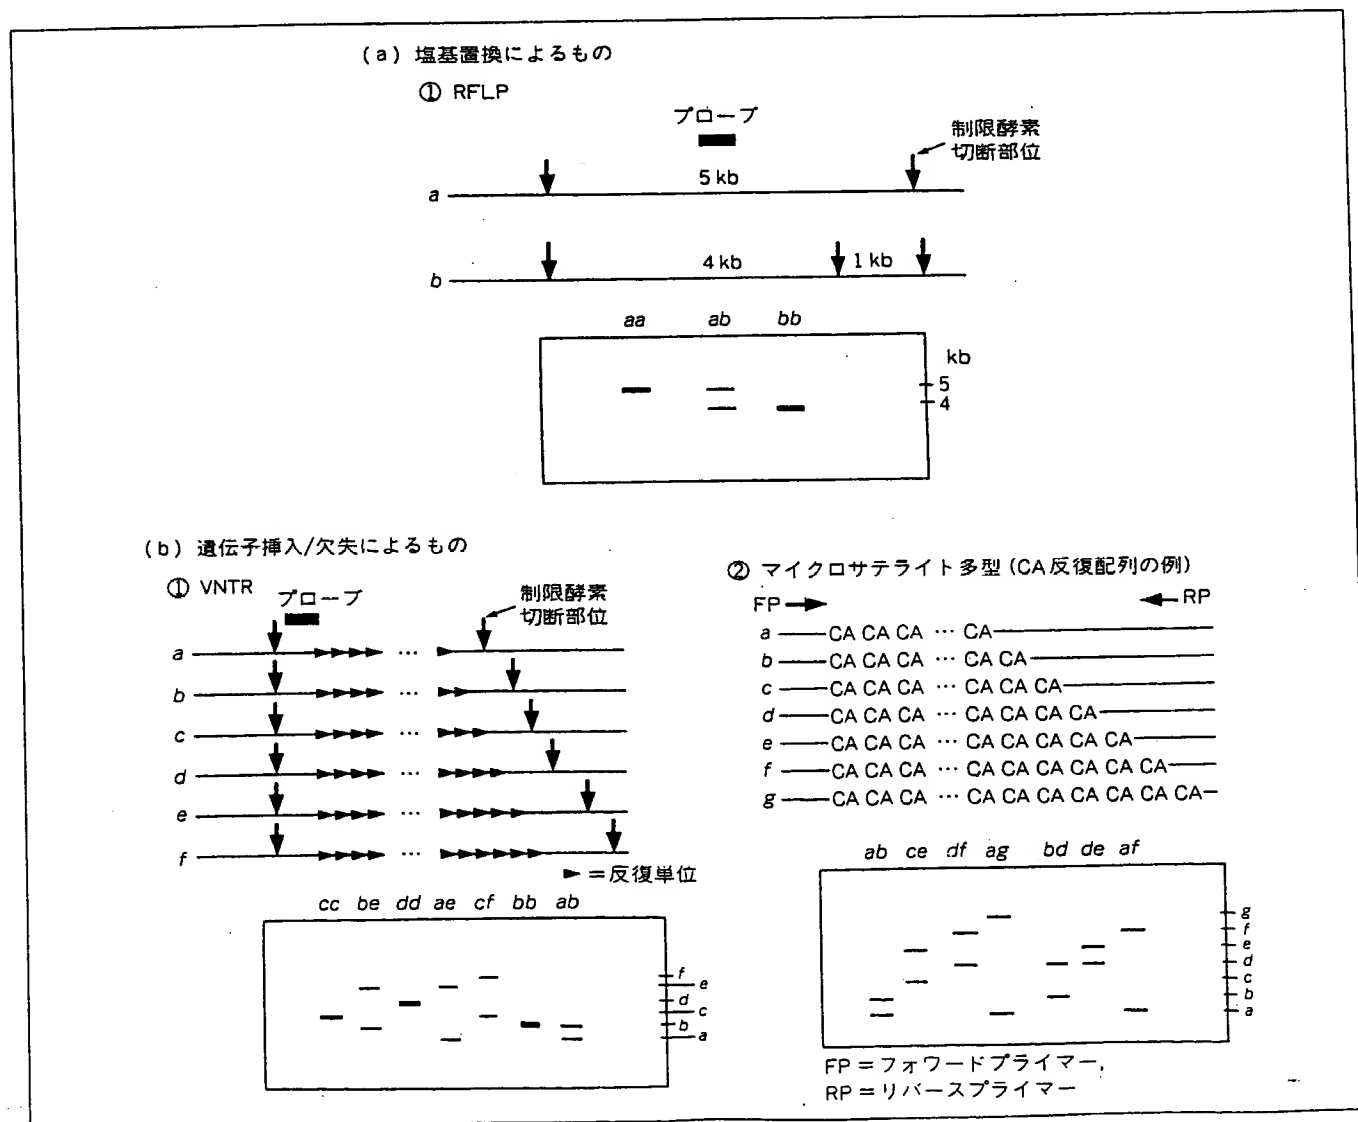 (a) 塩基置換によるもの
① RFLP
プローブ
制限酵素
切断部位
5 kb
a
4 kb 1 kb
b
aa ab bb
kb
5
4
(b) 遺伝子挿入/欠失によるもの
① VNTR
プローブ
制限酵素
切断部位
a ...
b ...
c ...
d ...
e ...
f ...
►=反復単位
cc be dd ae cf bb ab
f
e
d
c
b
a
② マイクロサテライト多型(CA反復配列の例)
FP RP
a CA CA CA … CA
b CA CA CA … CA CA
c CA CA CA … CA CA CA
d CA CA CA … CA CA CA CA
e CA CA CA … CA CA CA CA CA
f CA CA CA … CA CA CA CA CA CA
g CA CA CA … CA CA CA CA CA CA CA
ab ce df ag bd de af
g
f
e
d
c
b
a
FP=フォワードプライマー,
RP=リバースプライマー